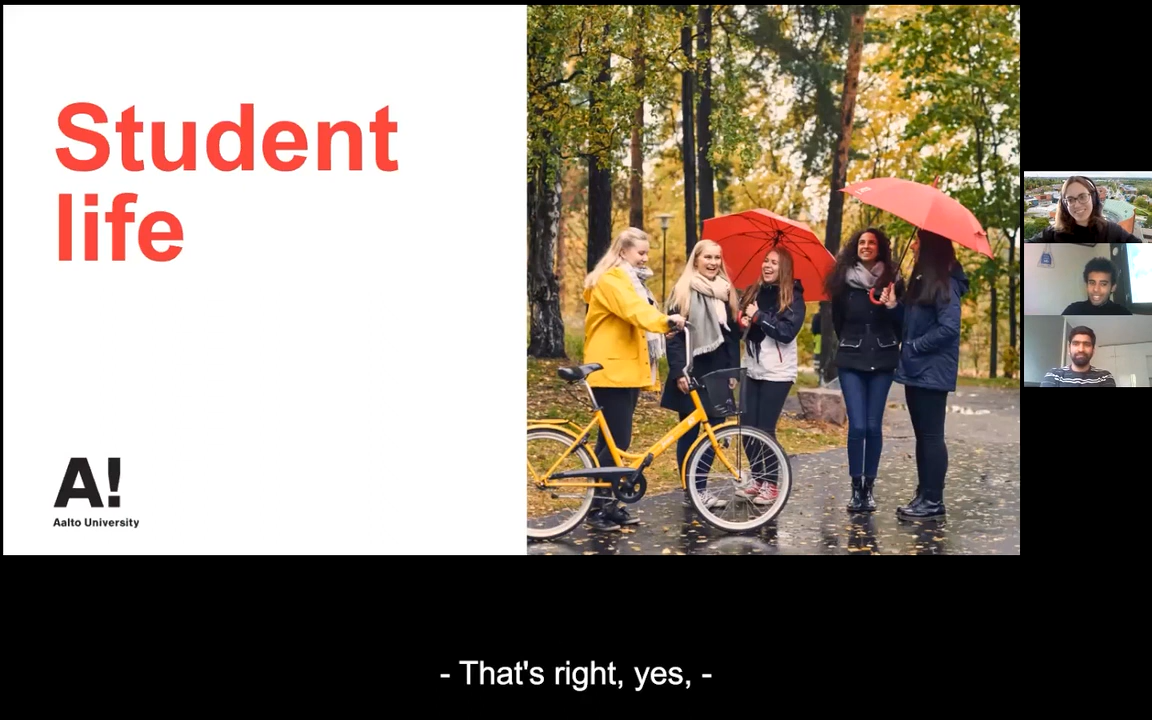 Student
life
A!
Aalto University
- That's right, yes, -